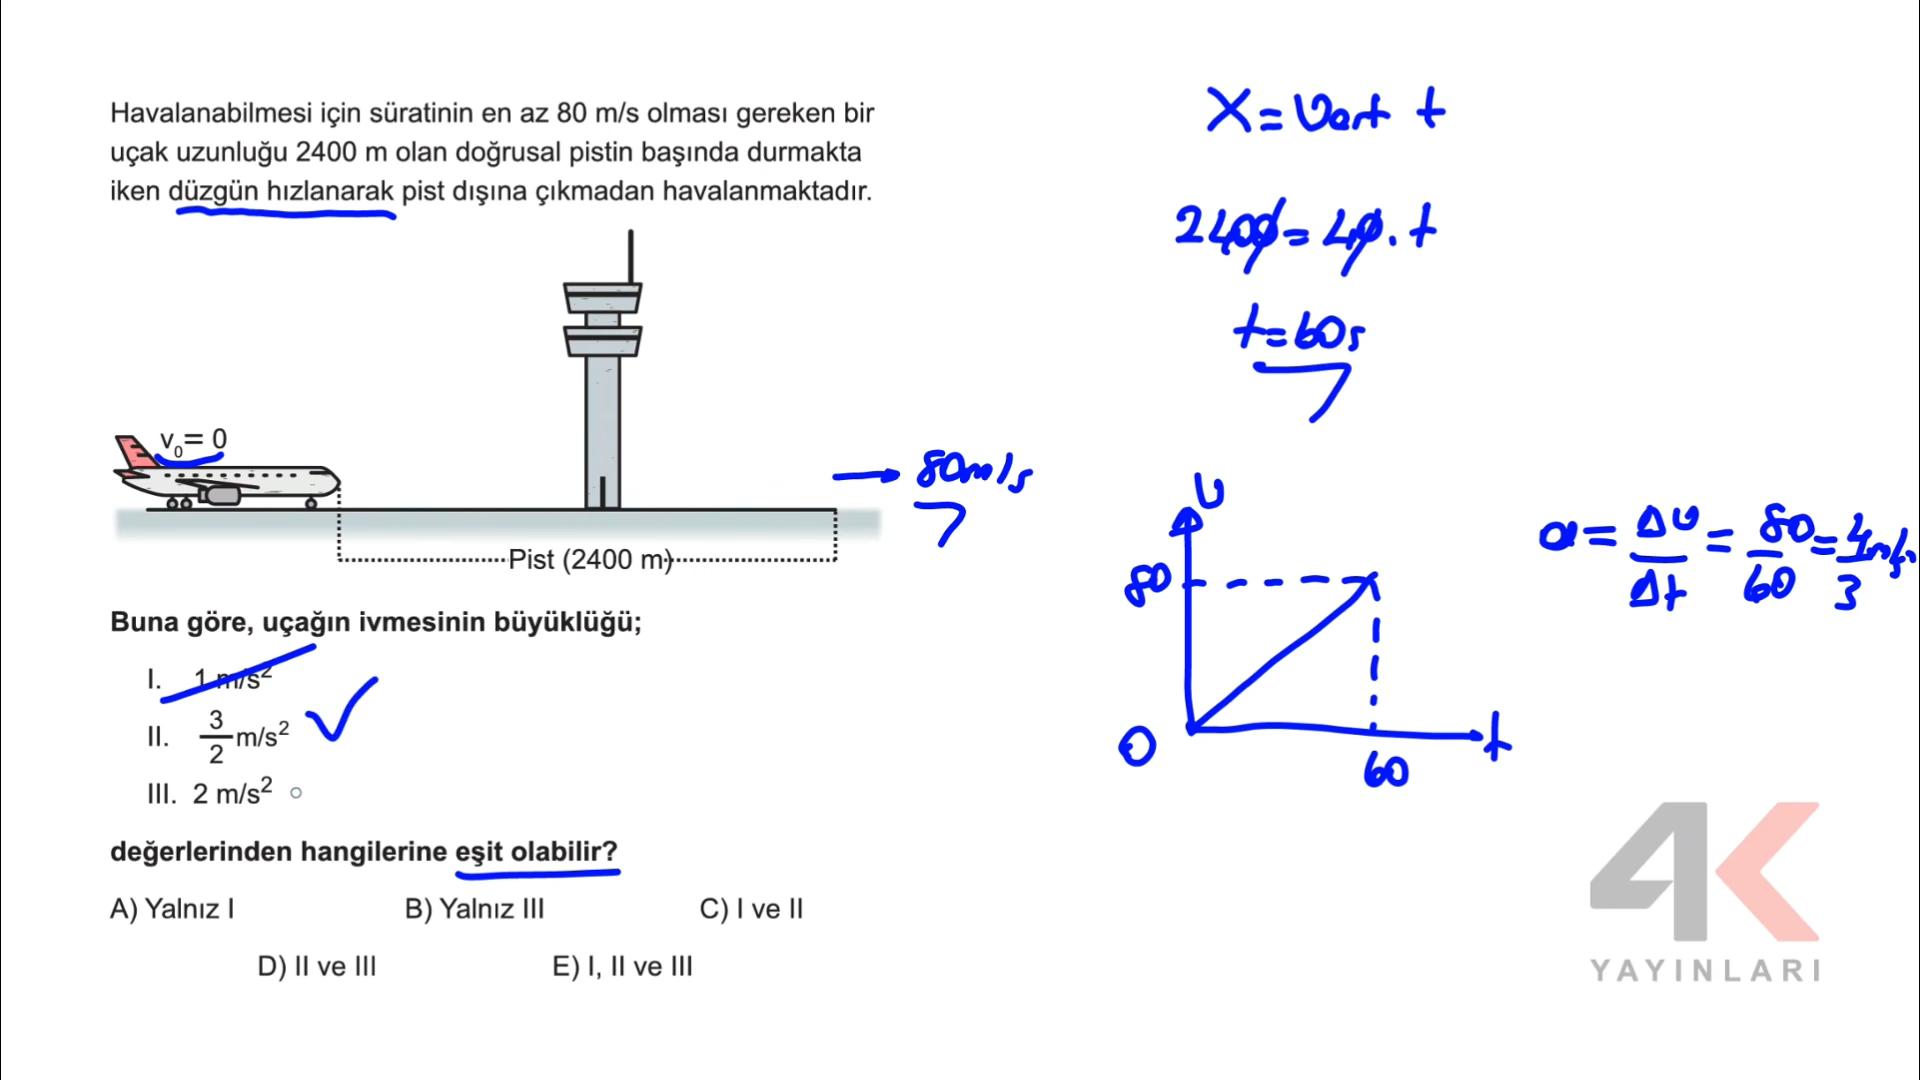 Havalanabilmesi için süratinin en az 80 m/s olması gereken bir
uçak uzunluğu 2400 m olan doğrusal pistin başında durmakta
iken düzgün hızlanarak pist dışına çıkmadan havalanmaktadır.
v₀= 0
Pist (2400 m)
80m/s
Buna göre, uçağın ivmesinin büyüklüğü;
I. 1 m/s²
II. 3/2 m/s²
III. 2 m/s²
değerlerinden hangilerine eşit olabilir?
A) Yalnız I B) Yalnız III C) I ve II
D) II ve III E) I, II ve III
X = Vort t
2400 = 40. t
t = 60s
V
80
0
60
t
a = ΔV/Δt = 80/60 = 4/3 m/s
4K
YAYINLARI